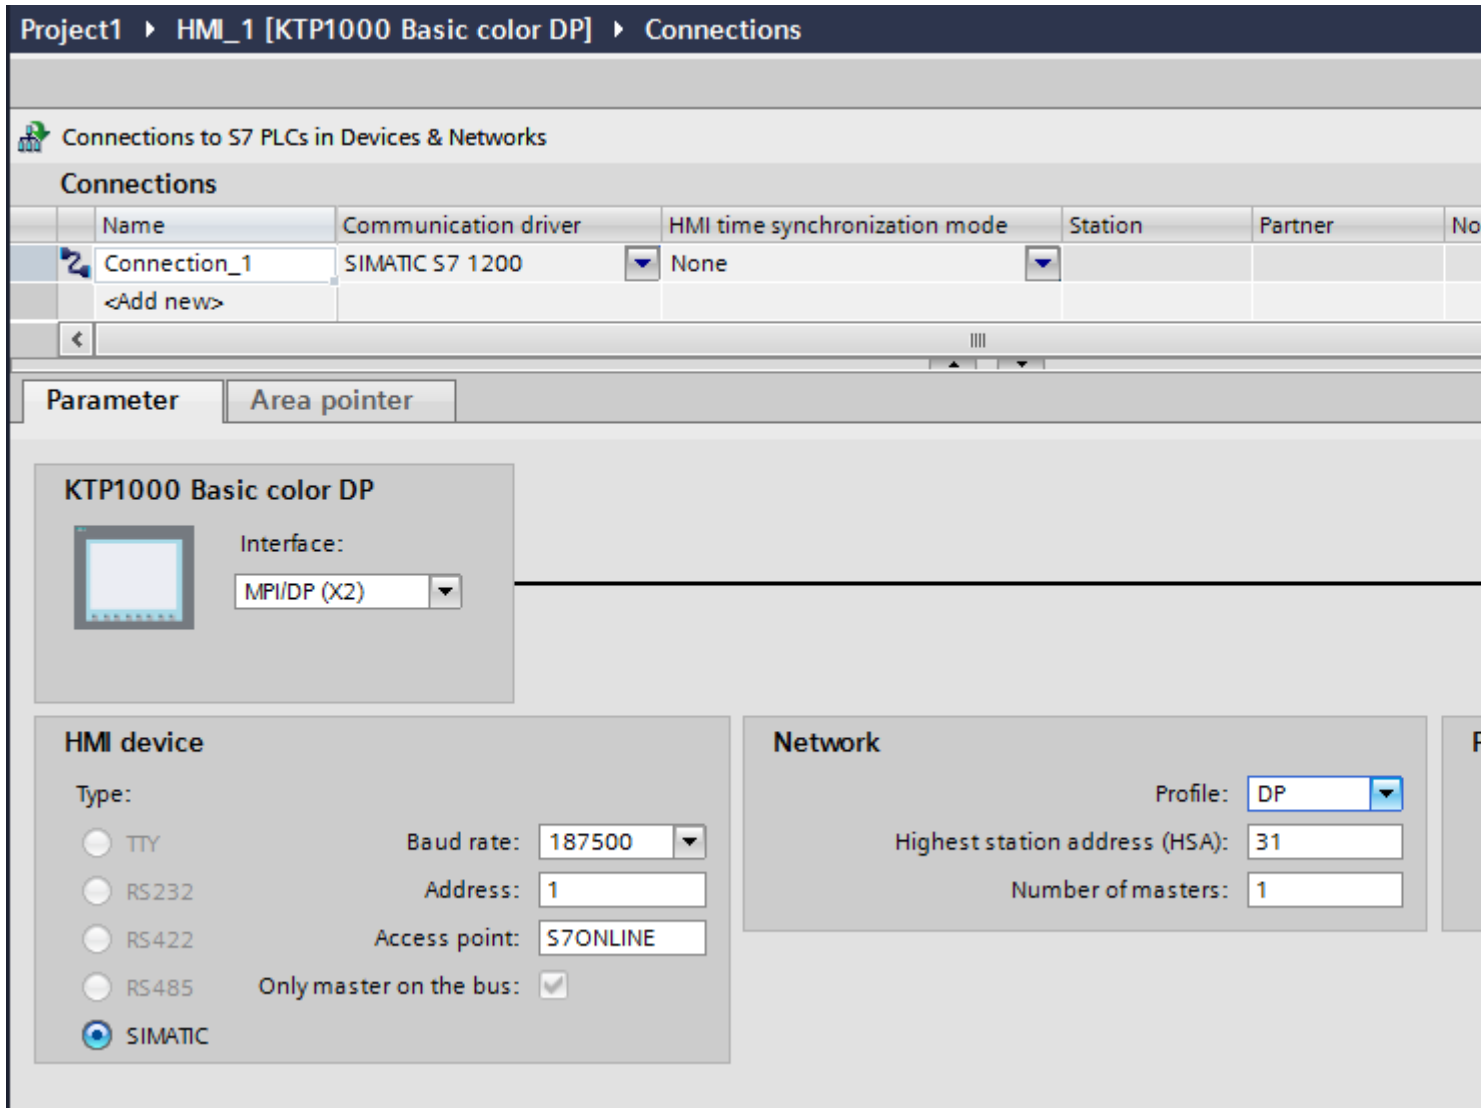 Project1 HMI_1 [KTP1000 Basic color DP] Connections
Connections to S7 PLCs in Devices & Networks
Connections
Name Communication driver HMI time synchronization mode Station Partner No
Connection_1 SIMATIC S7 1200 None
<Add new>
Parameter Area pointer
KTP1000 Basic color DP
Interface:
MPI/DP (X2)
HMI device
Type:
TTY Baud rate: 187500
RS232 Address: 1
RS422 Access point: S7ONLINE
RS485 Only master on the bus:
SIMATIC
Network
Profile: DP
Highest station address (HSA): 31
Number of masters: 1